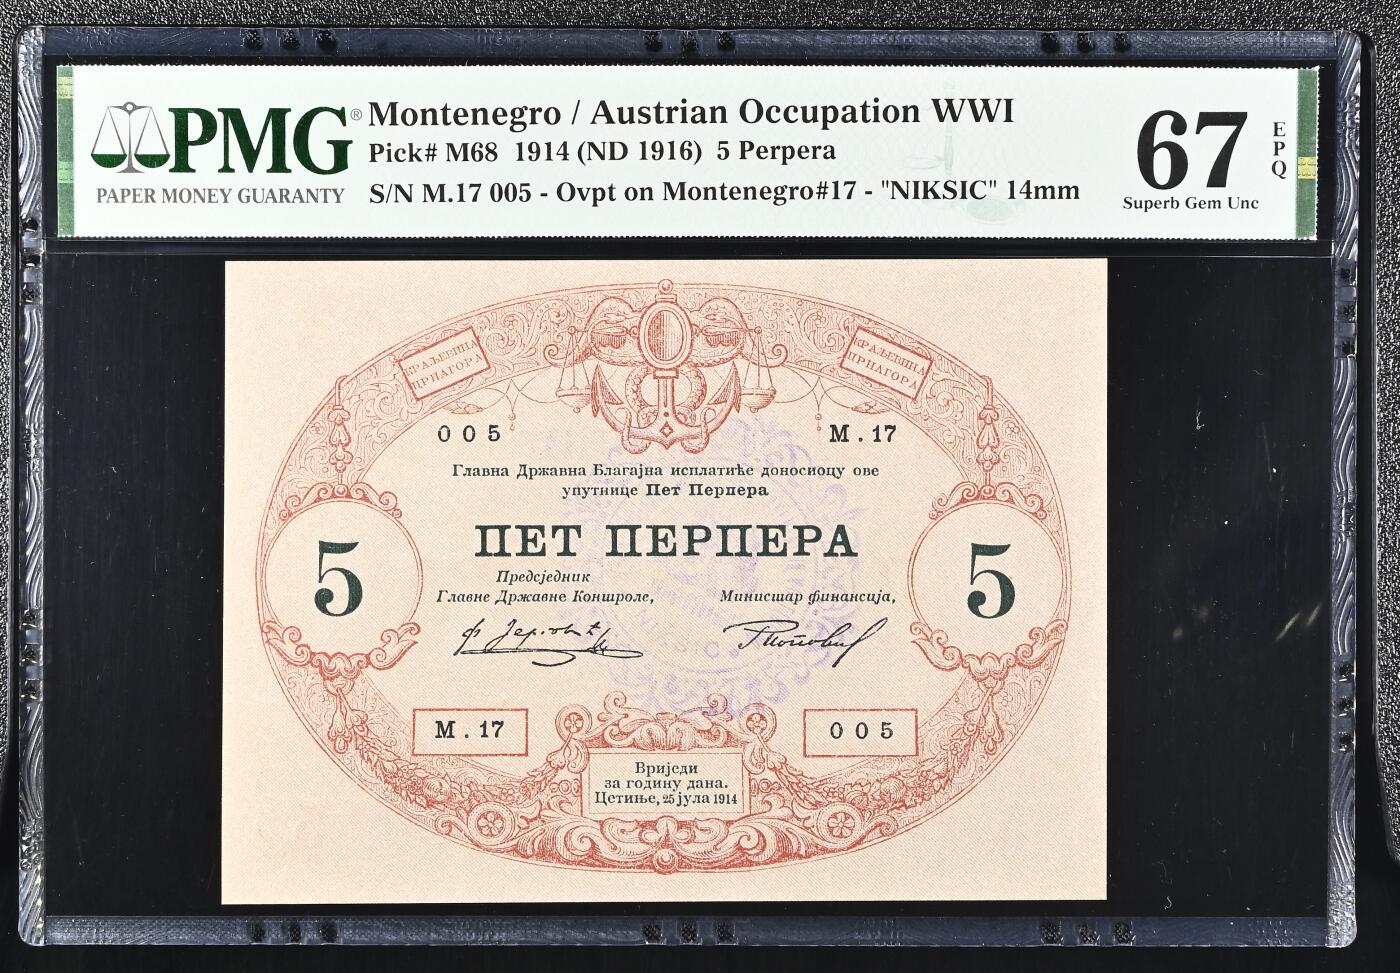 PMG®
PAPER MONEY GUARANTY
Montenegro / Austrian Occupation WWI
Pick# M68 1914 (ND 1916) 5 Perpera
S/N M.17 005 - Ovpt on Montenegro#17 - "NIKSIC" 14mm
67
EPQ
Superb Gem Unc
КРАЉЕВИНА
ЦРНАГОРА
КРАЉЕВИНА
ЦРНАГОРА
005
М.17
Главна Државна Благајна исплатиће доносиоцу ове
упутнице Пет Перпера
ПЕТ ПЕРПЕРА
5
5
Предсједник
Главне Државне Контроле,
Министар финансија,
NIKSIC
М.17
005
Вриједи
за годину дана.
Цетиње, 25 јула 1914